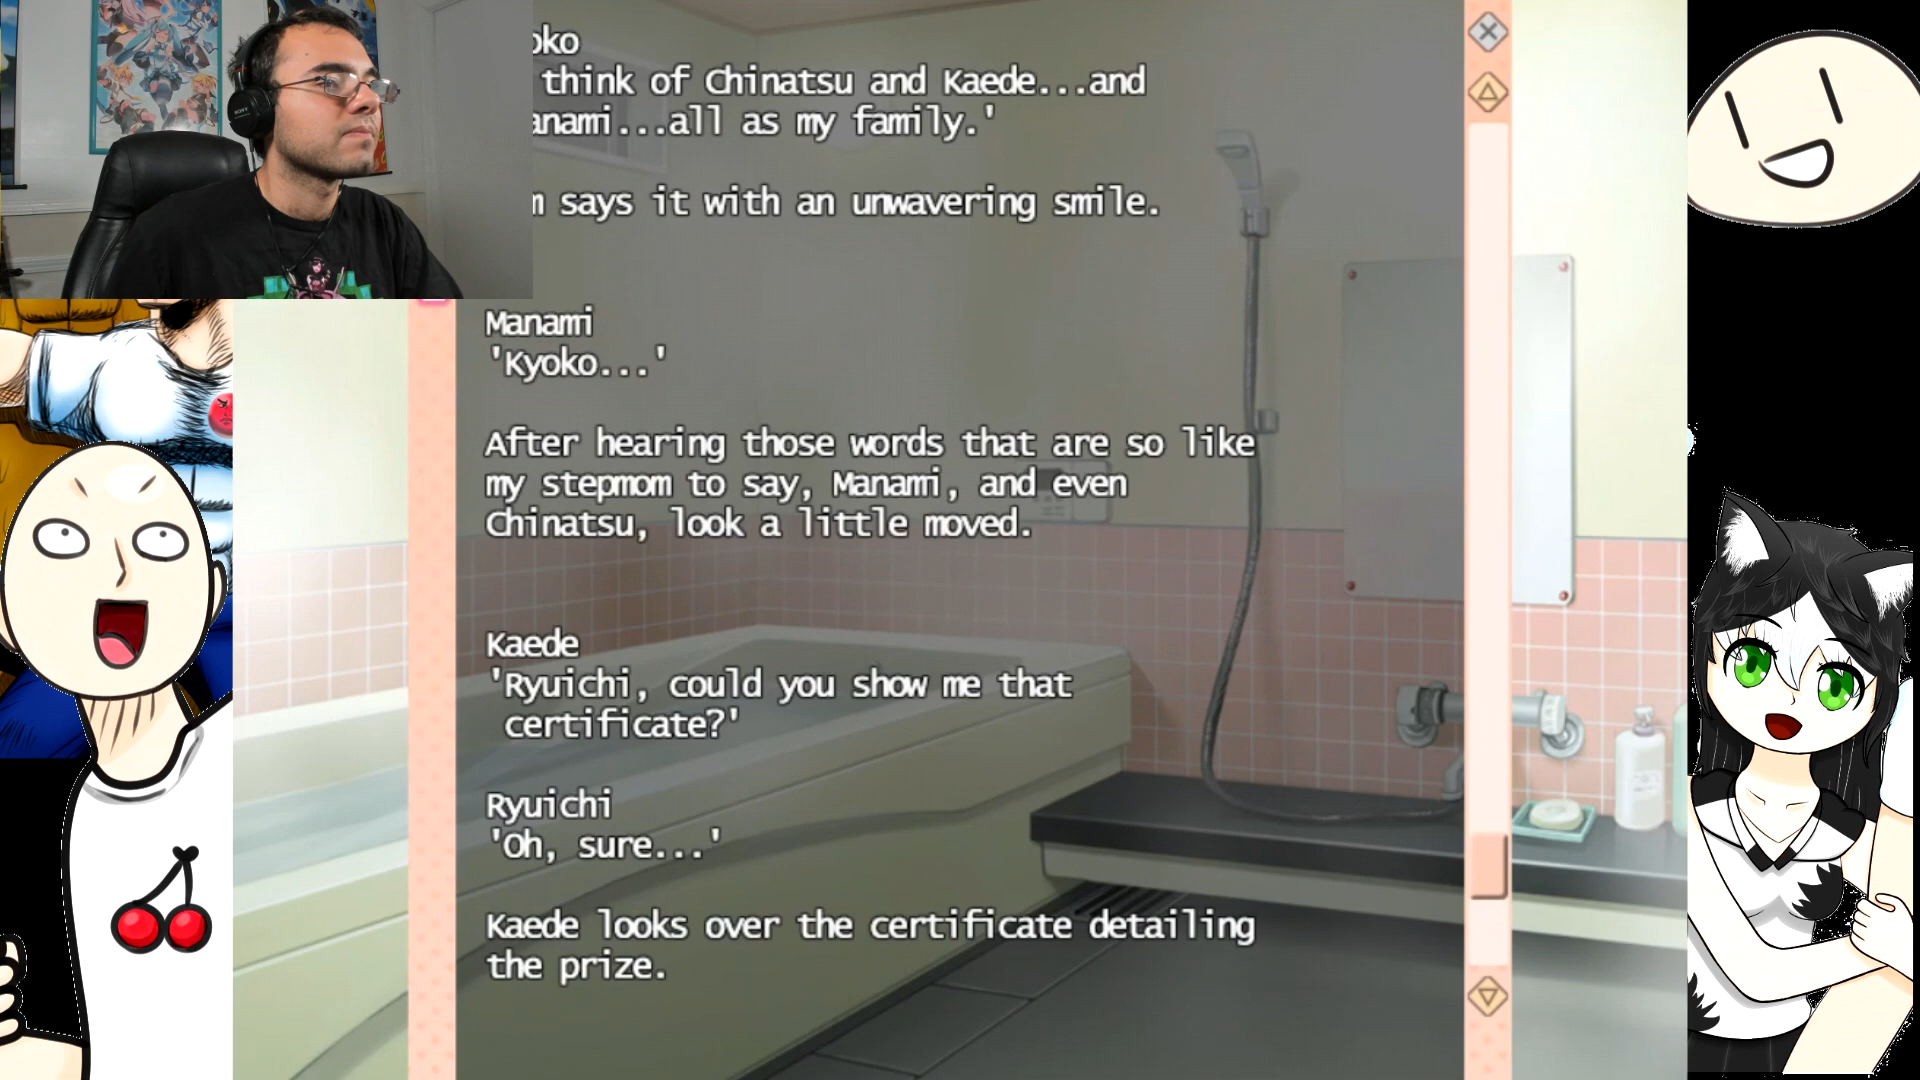 oko
think of Chinatsu and Kaede...and
anami...all as my family.'
m says it with an unwavering smile.
Manami
'Kyoko...'
After hearing those words that are so like
my stepmom to say, Manami, and even
Chinatsu, look a little moved.
Kaede
'Ryuichi, could you show me that
certificate?'
Ryuichi
'Oh, sure...'
Kaede looks over the certificate detailing
the prize.